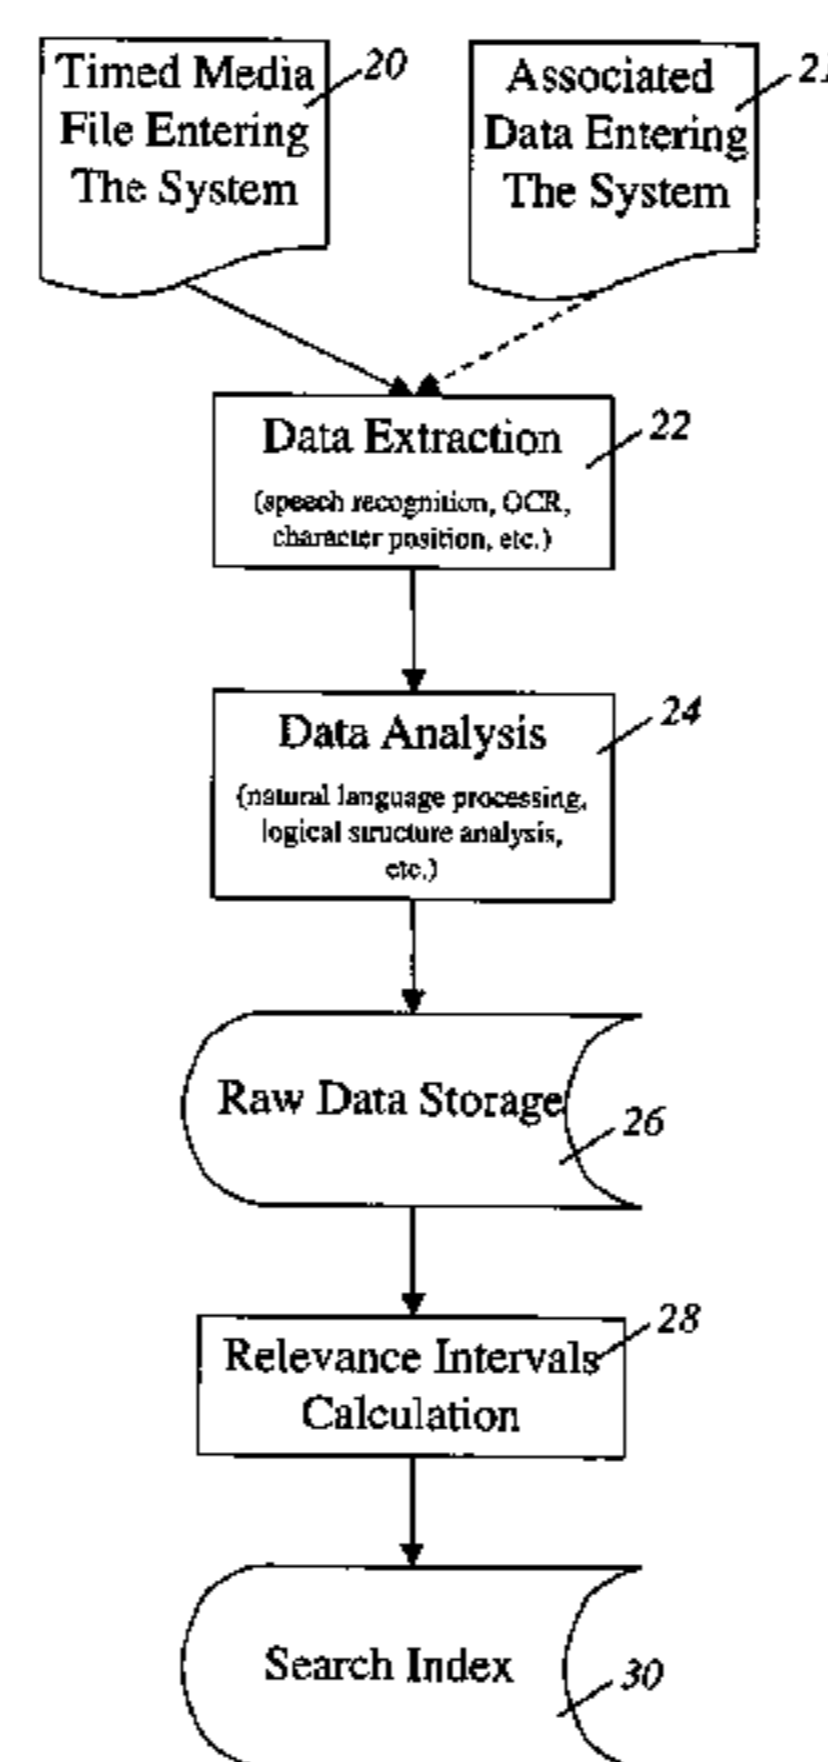 Timed Media
File Entering
The System
20
Associated
Data Entering
The System
21
Data Extraction
(speech recognition, OCR,
character position, etc.)
22
Data Analysis
(natural language processing,
logical structure analysis,
etc.)
24
Raw Data Storage
26
Relevance Intervals
Calculation
28
Search Index
30